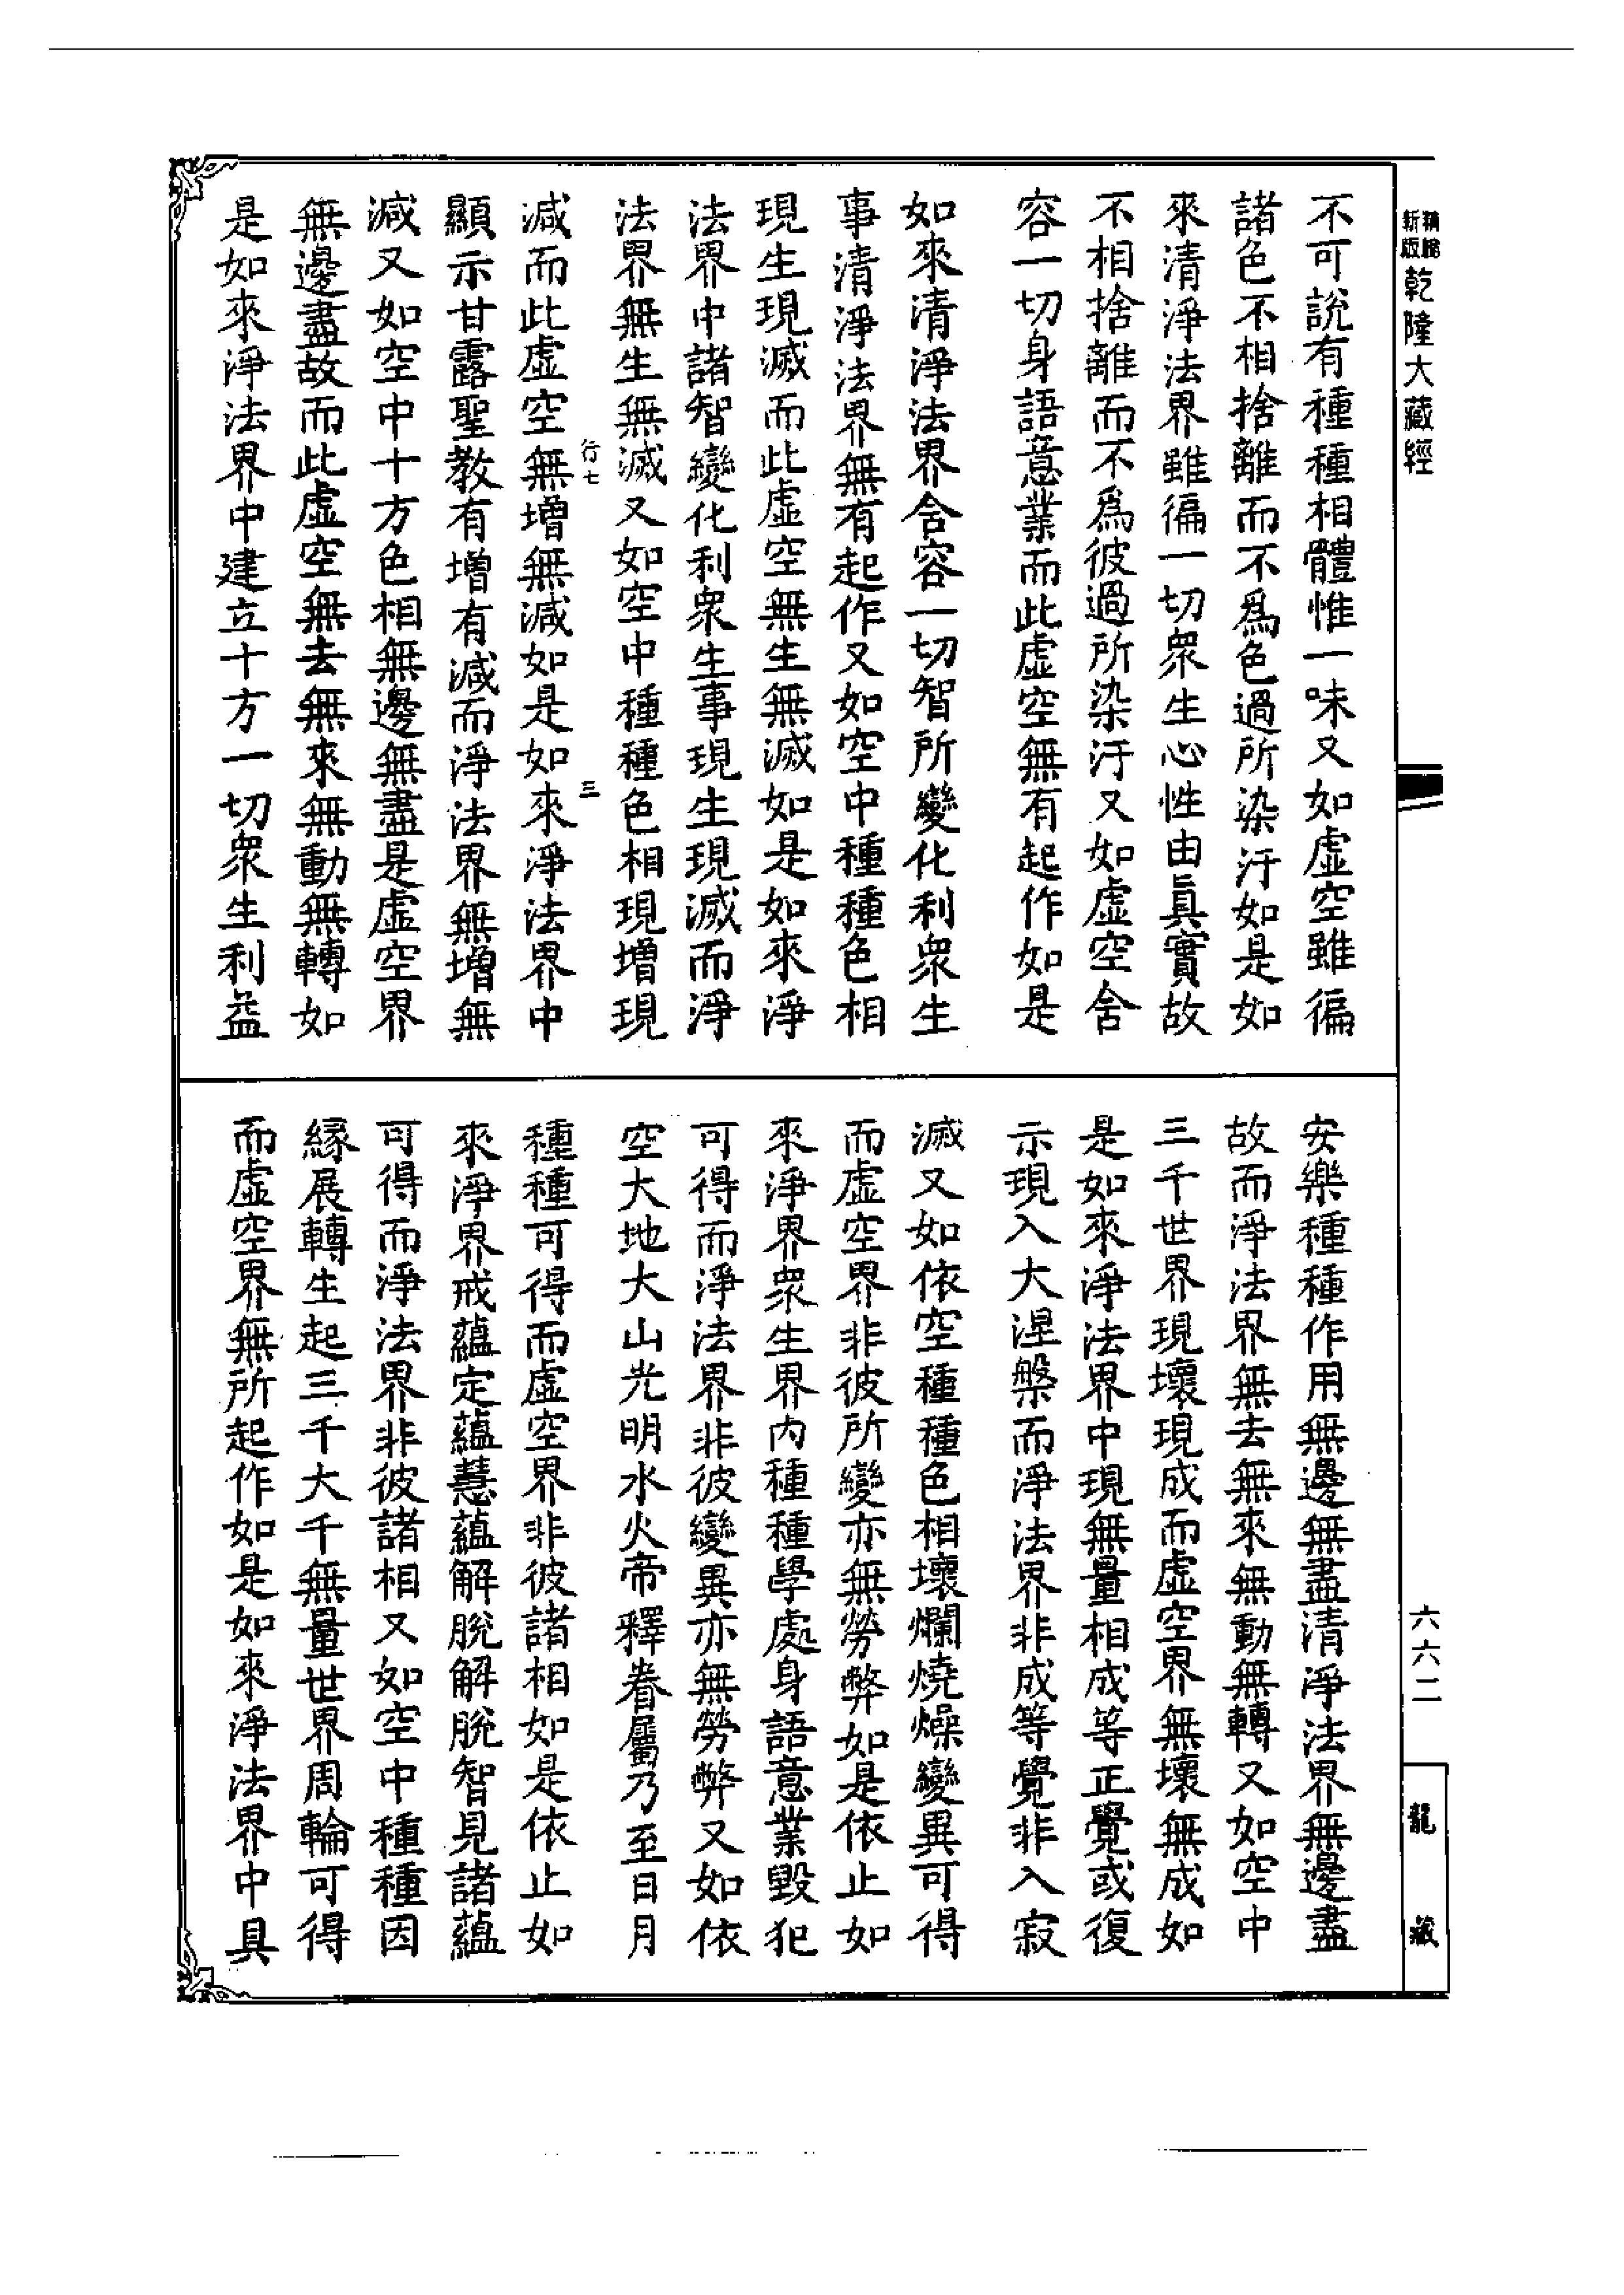 精縮
新版
乾隆大藏經
不可說有種種相體惟一味又如虛空雖徧
諸色不相捨離而不爲色過所染汙如是如
來清淨法界雖徧一切衆生心性由眞實故
不相捨離而不爲彼過所染汙又如虛空含
容一切身語意業而此虛空無有起作如是
如來清淨法界含容一切智所變化利衆生
事清淨法界無有起作又如空中種種色相
現生現滅而此虛空無生無滅如是如來淨
法界中諸智變化利衆生事現生現滅而淨
法界無生無滅又如空中種種色相現增現
行七 三
減而此虛空無增無減如是如來淨法界中
顯示甘露聖教有增有減而淨法界無增無
減又如空中十方色相無邊無盡是虛空界
無邊盡故而此虛空無去無來無動無轉如
是如來淨法界中建立十方一切衆生利益
安樂種種作用無邊無盡清淨法界無邊盡
故而淨法界無去無來無動無轉又如空中
三千世界現壞現成而虛空界無壞無成如
是如來淨法界中現無量相成等正覺或復
示現入大涅槃而淨法界非成等覺非入寂
滅又如依空種種色相壞爛燒燥變異可得
而虛空界非彼所變亦無勞弊如是依止如
來淨界衆生界內種種學處身語意業毀犯
可得而淨法界非彼變異亦無勞弊又如依
空大地大山光明水火帝釋眷屬乃至日月
種種可得而虛空界非彼諸相如是依止如
來淨界戒蘊定蘊慧蘊解脫解脫智見諸蘊
可得而淨法界非彼諸相又如空中種種因
緣展轉生起三千大千無量世界周輪可得
而虛空界無所起作如是如來淨法界中具
六六二
龍藏